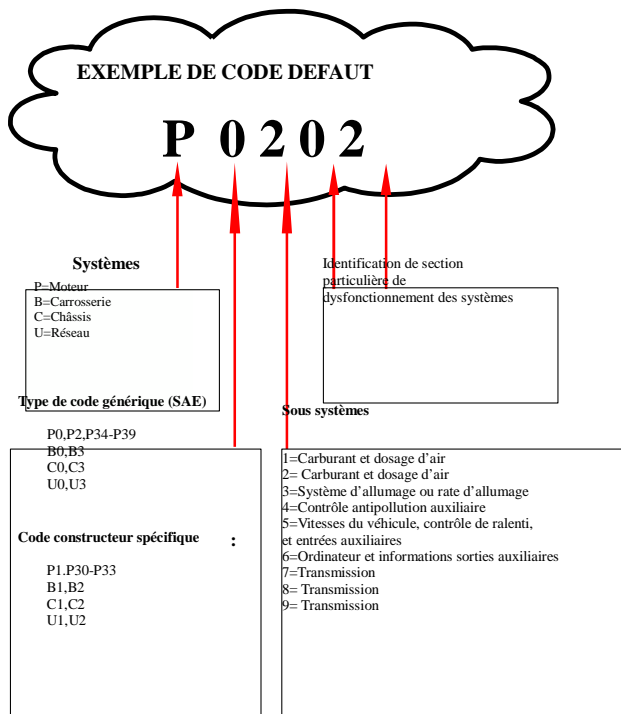 EXEMPLE DE CODE DEFAUT
P 0 2 0 2
Systèmes
P=Moteur
B=Carrosserie
C=Châssis
U=Réseau
Identification de section
particulière de
dysfonctionnement des systèmes
Type de code générique (SAE)
P0,P2,P34-P39
B0,B3
C0,C3
U0,U3
Code constructeur spécifique :
P1.P30-P33
B1,B2
C1,C2
U1,U2
Sous systèmes
1=Carburant et dosage d’air
2= Carburant et dosage d’air
3=Système d’allumage ou rate d’allumage
4=Contrôle antipollution auxiliaire
5=Vitesses du véhicule, contrôle de ralenti,
et entrées auxiliaires
6=Ordinateur et informations sorties auxiliaires
7=Transmission
8= Transmission
9= Transmission